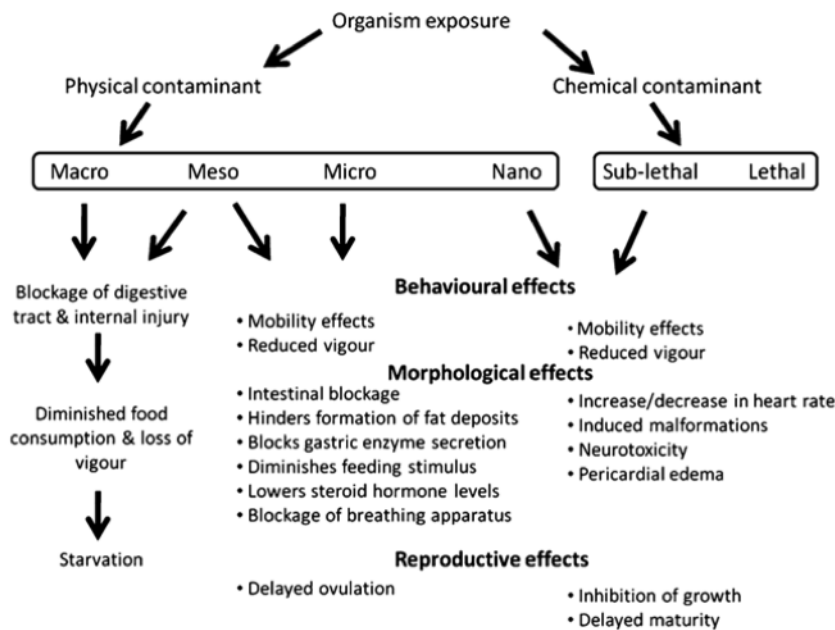 Organism exposure
Physical contaminant
Chemical contaminant
Macro Meso Micro Nano
Sub-lethal Lethal
Blockage of digestive
tract & internal injury
Diminished food
consumption & loss of
vigour
Starvation
Behavioural effects
• Mobility effects
• Reduced vigour
• Mobility effects
• Reduced vigour
Morphological effects
• Intestinal blockage
• Hinders formation of fat deposits
• Blocks gastric enzyme secretion
• Diminishes feeding stimulus
• Lowers steroid hormone levels
• Blockage of breathing apparatus
• Increase/decrease in heart rate
• Induced malformations
• Neurotoxicity
• Pericardial edema
Reproductive effects
• Delayed ovulation
• Inhibition of growth
• Delayed maturity